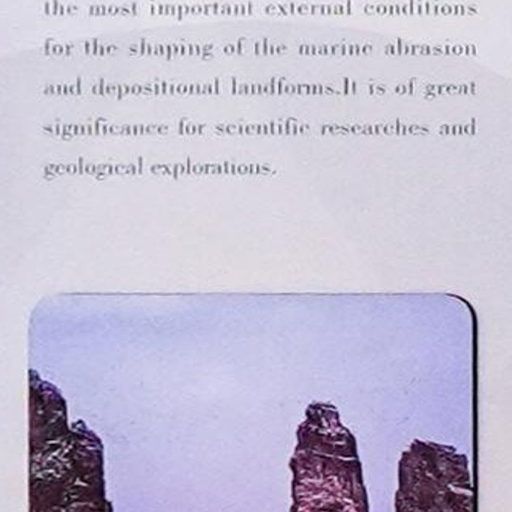 the most important external conditions
for the shaping of the marine abrasion
and depositional landforms.It is of great
significance for scientific researches and
geological explorations.